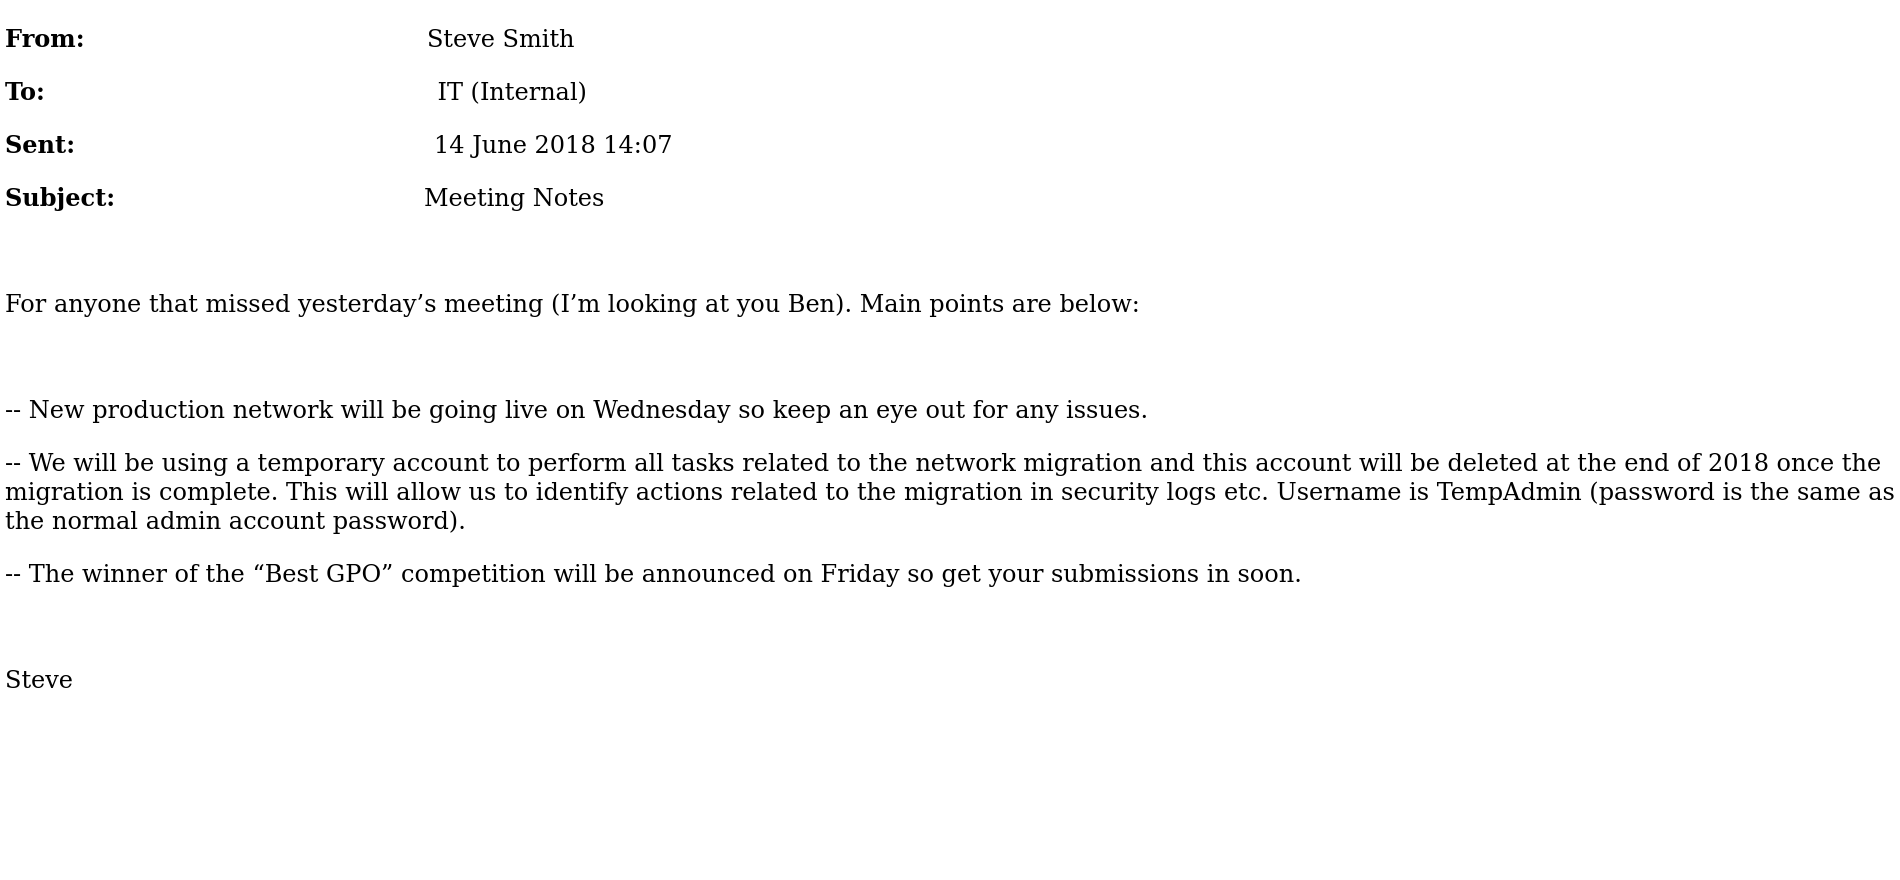 From: Steve Smith
To: IT (Internal)
Sent: 14 June 2018 14:07
Subject: Meeting Notes
For anyone that missed yesterday’s meeting (I’m looking at you Ben). Main points are below:
-- New production network will be going live on Wednesday so keep an eye out for any issues.
-- We will be using a temporary account to perform all tasks related to the network migration and this account will be deleted at the end of 2018 once the
migration is complete. This will allow us to identify actions related to the migration in security logs etc. Username is TempAdmin (password is the same as
the normal admin account password).
-- The winner of the “Best GPO” competition will be announced on Friday so get your submissions in soon.
Steve